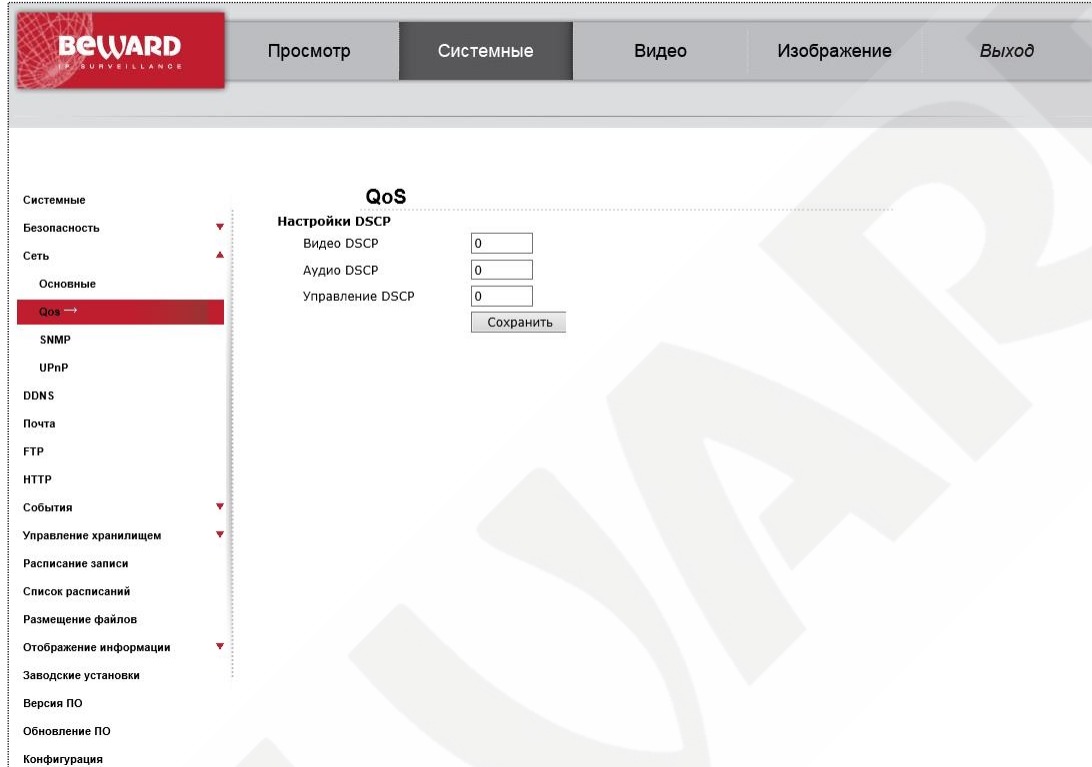 BEWARD
IP SURVEILLANCE
Просмотр
Системные
Видео
Изображение
Выход
Системные
Безопасность
Сеть
Основные
Qos →
SNMP
UPnP
DDNS
Почта
FTP
HTTP
События
Управление хранилищем
Расписание записи
Список расписаний
Размещение файлов
Отображение информации
Заводские установки
Версия ПО
Обновление ПО
Конфигурация
QoS
Настройки DSCP
Видео DSCP 0
Аудио DSCP 0
Управление DSCP 0
Сохранить